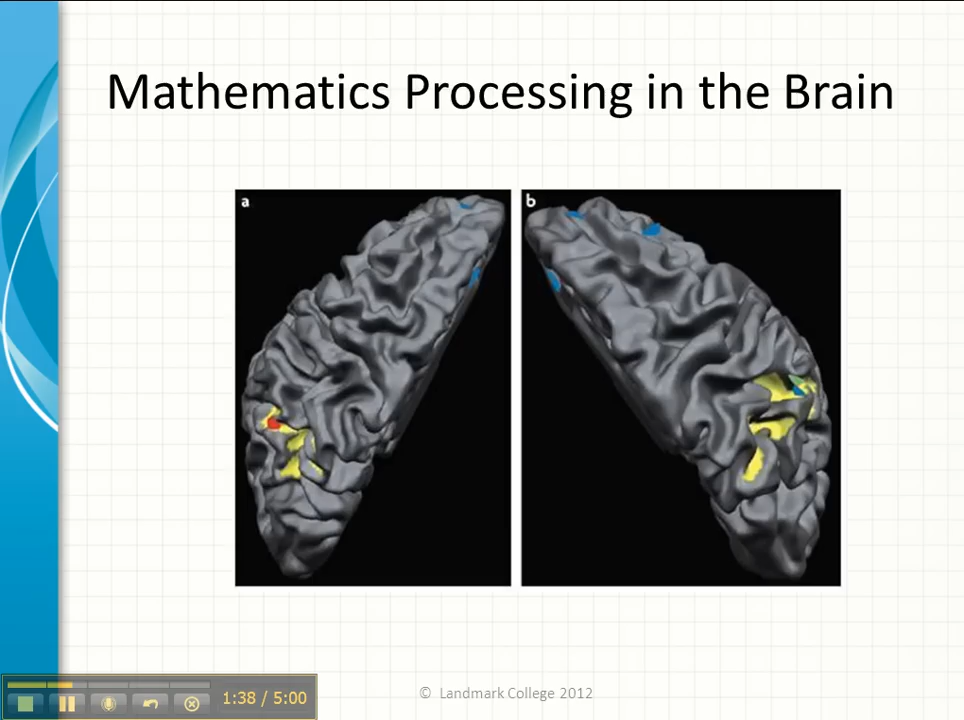 Mathematics Processing in the Brain
a
b
1:38 / 5:00
© Landmark College 2012